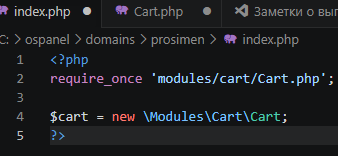 index.php Cart.php Заметки о вы
C: > ospanel > domains > prosimen > index.php
1 <?php
2 require_once 'modules/cart/Cart.php';
3
4 $cart = new \Modules\Cart\Cart;
5 ?>